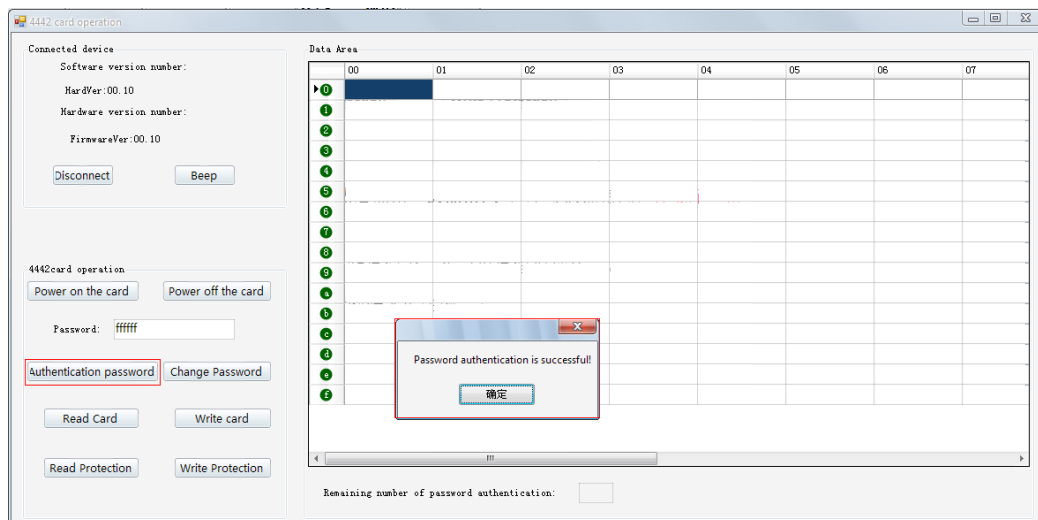 4442 card operation
Connected device
Software version number:
HardVer:00.10
Hardware version number:
FirmwareVer:00.10
Disconnect Beep
4442card operation
Power on the card Power off the card
Password: ffffff
Authentication password Change Password
Read Card Write card
Read Protection Write Protection
Data Area
00 01 02 03 04 05 06 07
0
1
2
3
4
5
6
7
8
9
a
b
c
d
e
f
Password authentication is successful!
确定
Remaining number of password authentication: